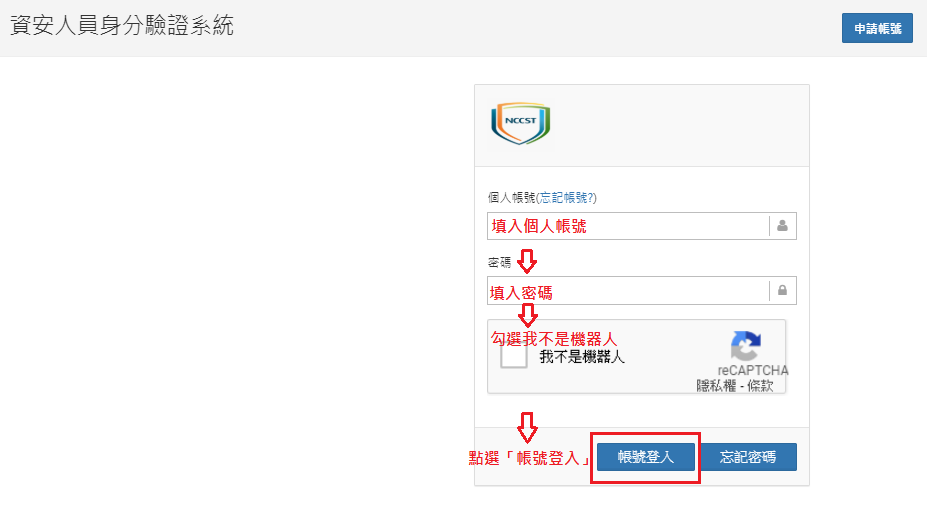 資安人員身分驗證系統
申請帳號
NCCST
個人帳號(忘記帳號?)
填入個人帳號
密碼
填入密碼
勾選我不是機器人
我不是機器人
reCAPTCHA
隱私權 - 條款
點選「帳號登入」
帳號登入
忘記密碼